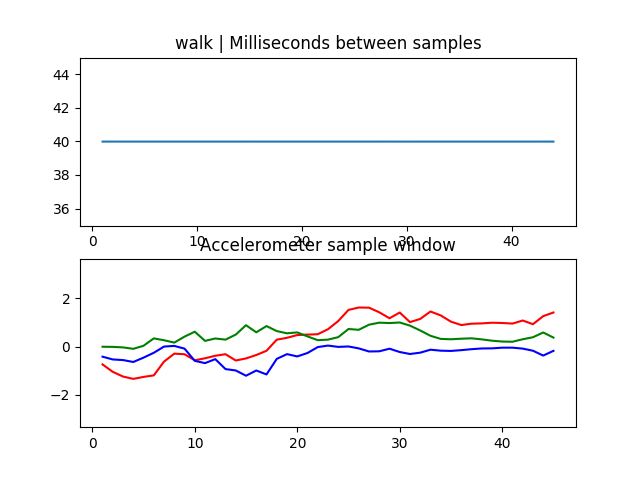 walk | Milliseconds between samples
44
42
40
38
36
0 10 20 30 40
Accelerometer sample window
2
0
−2
0 10 20 30 40